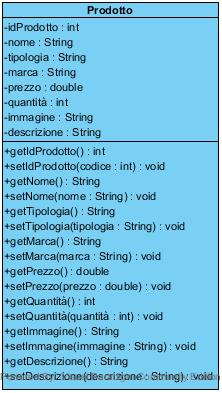 Prodotto
-idProdotto : int
-nome : String
-tipologia : String
-marca : String
-prezzo : double
-quantità : int
-immagine : String
-descrizione : String
+getIdProdotto() : int
+setIdProdotto(codice : int) : void
+getNome() : String
+setNome(nome : String) : void
+getTipologia() : String
+setTipologia(tipologia : String) : void
+getMarca() : String
+setMarca(marca : String) : void
+getPrezzo() : double
+setPrezzo(prezzo : double) : void
+getQuantità() : int
+setQuantità(quantità : int) : void
+getImmagine() : String
+setImmagine(immagine : String) : void
+getDescrizione() : String
+setDescrizione(descrizione : String) : void